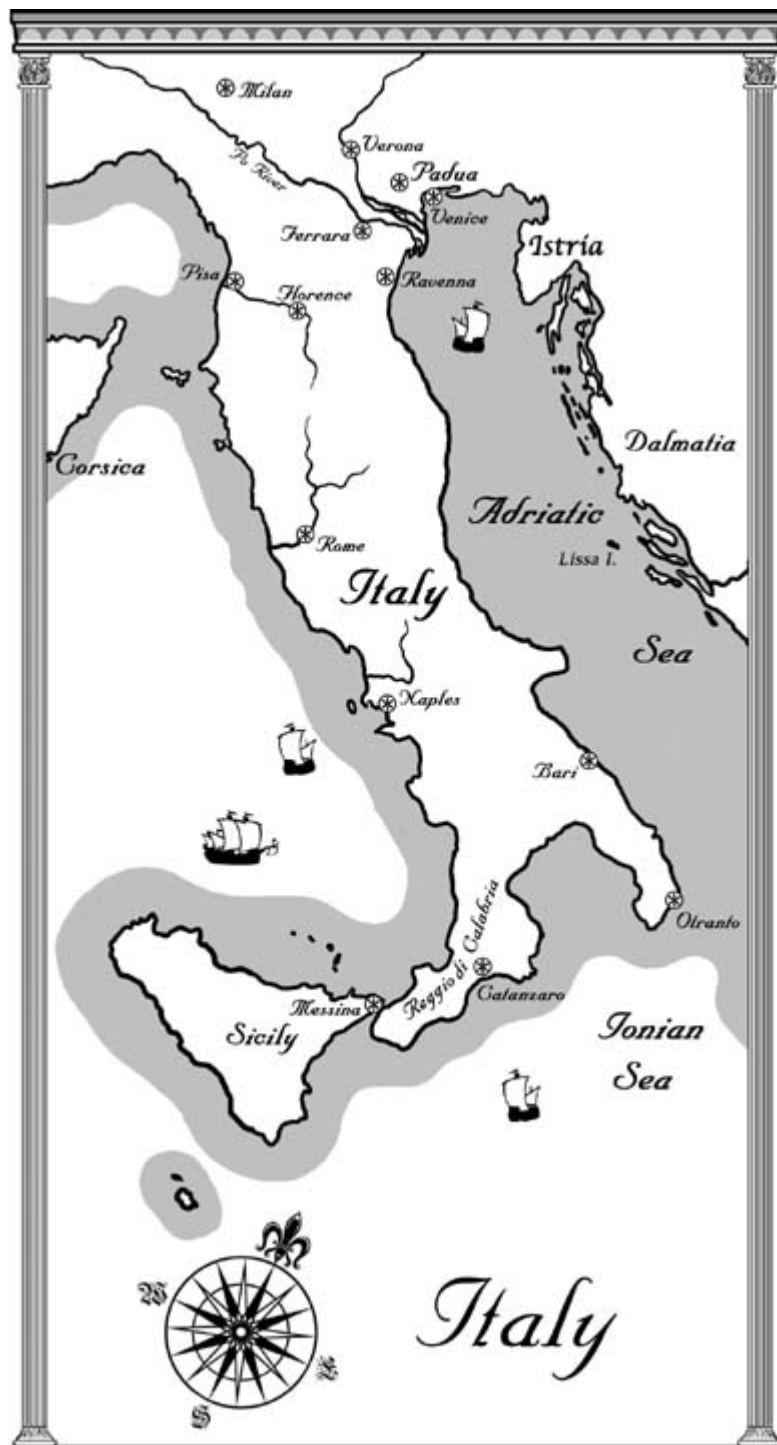 Milan
Verona
Po River
Padua
Venice
Ferrara
Istria
Pisa
Ravenna
Florence
Dalmatia
Corsica
Adriatic
Rome
Lissa I.
Italy
Sea
Naples
Bari
Otranto
Reggio di Calabria
Catanzaro
Messina
Sicily
Ionian
Sea
W
E
S
Italy